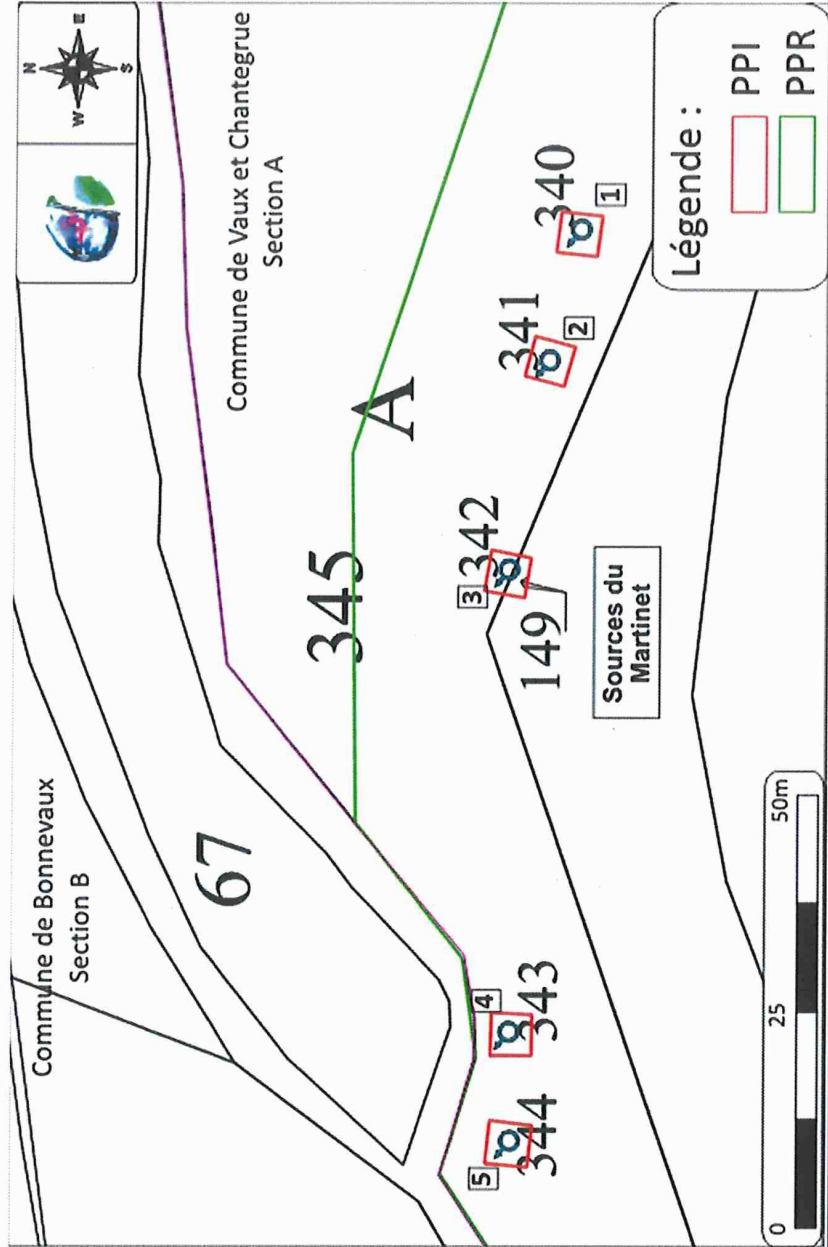 Commune de Bonnevaux
Section B
N
W
E
S
67
Commune de Vaux et Chantegrue
Section A
345
A
344
5
343
4
342
3
149
341
2
340
1
Sources du
Martinet
0
25
50m
Légende :
PPI
PPR